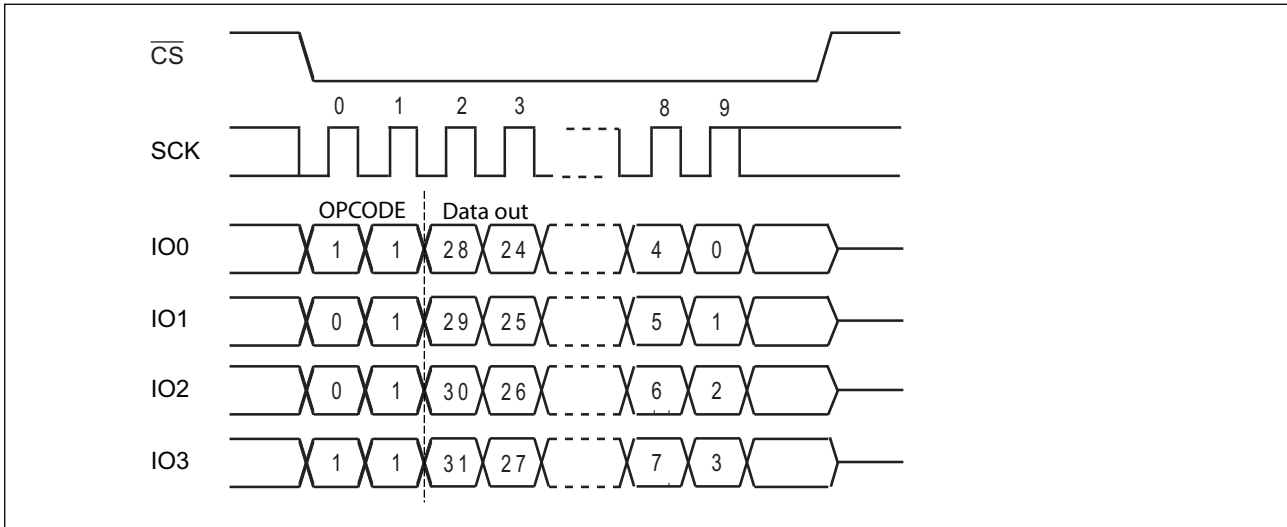 CS
0 1 2 3 8 9
SCK
OPCODE Data out
IO0 1 1 28 24 4 0
IO1 0 1 29 25 5 1
IO2 0 1 30 26 6 2
IO3 1 1 31 27 7 3